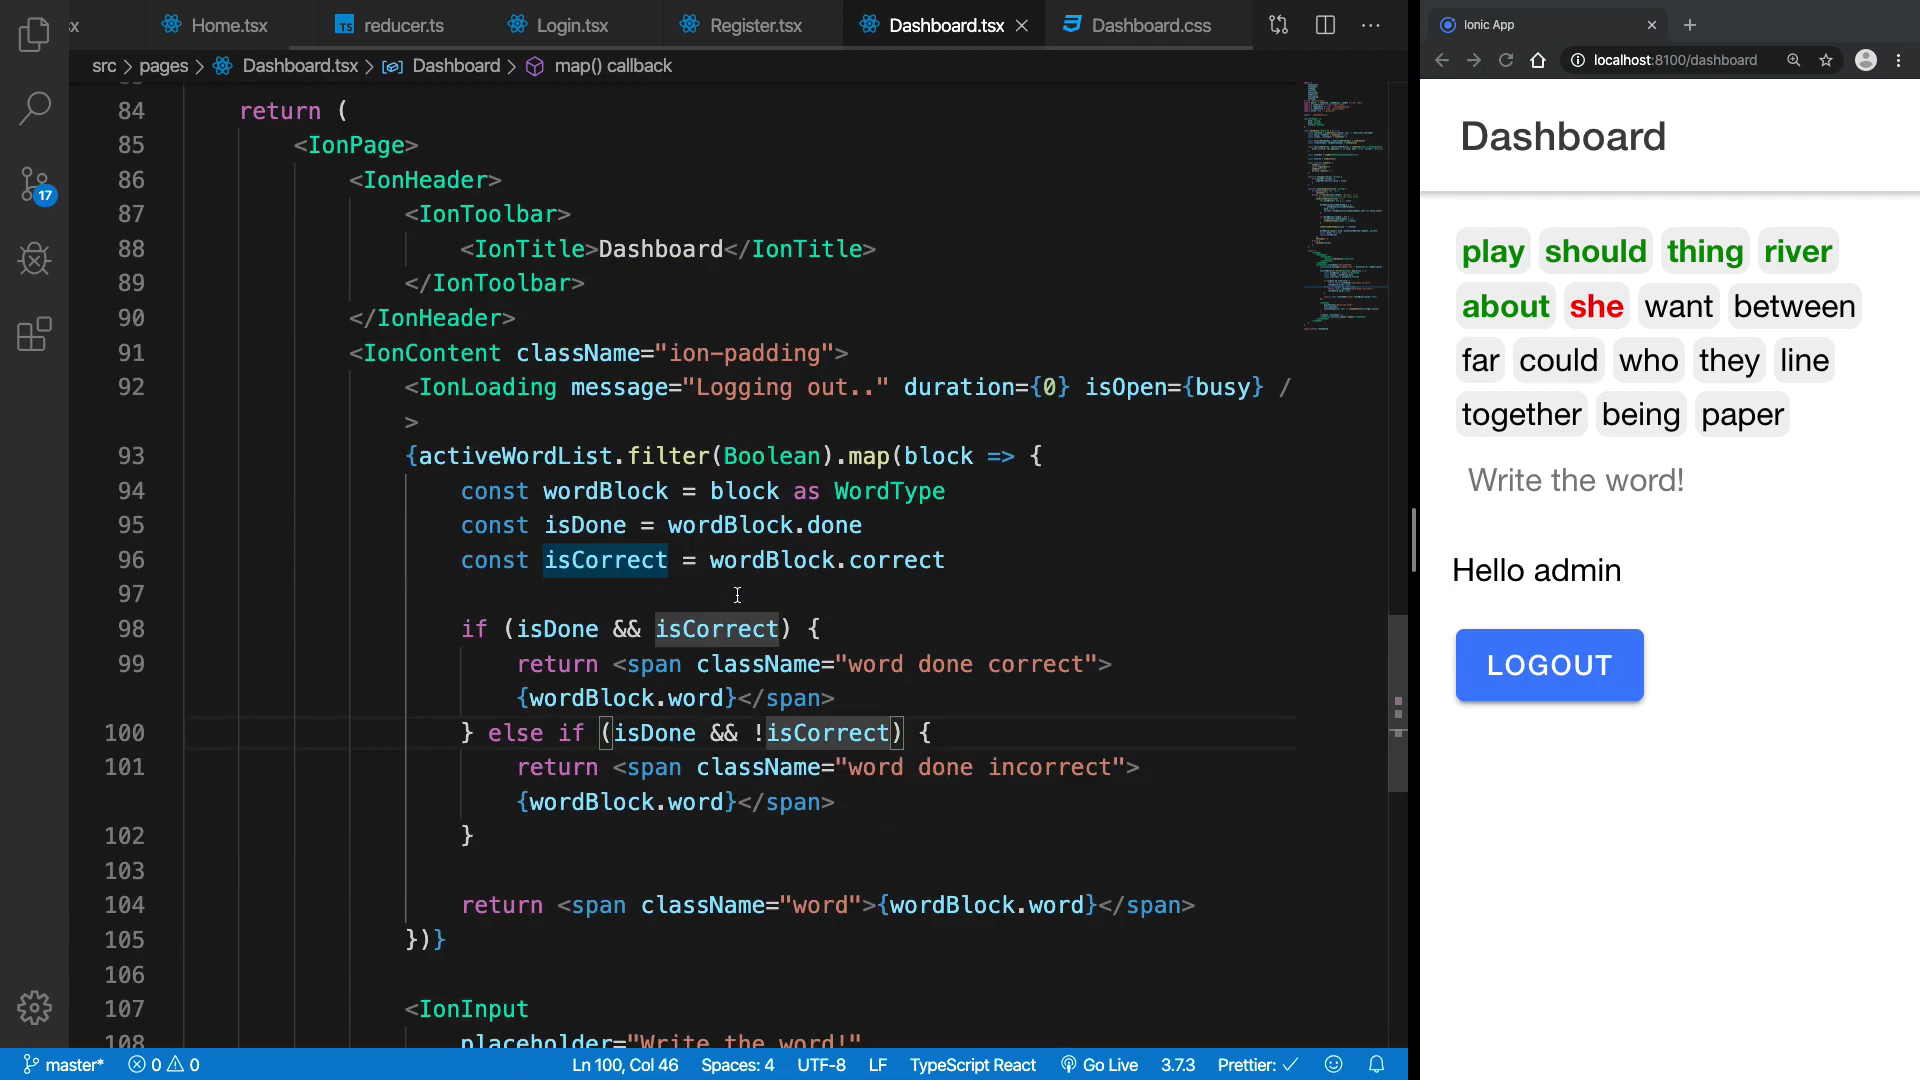 x Home.tsx TS reducer.ts Login.tsx Register.tsx Dashboard.tsx Dashboard.css
src > pages > Dashboard.tsx > Dashboard > map() callback
84 return (
85 <IonPage>
86 <IonHeader>
87 <IonToolbar>
88 <IonTitle>Dashboard</IonTitle>
89 </IonToolbar>
90 </IonHeader>
91 <IonContent className="ion-padding">
92 <IonLoading message="Logging out.." duration={0} isOpen={busy} /
>
93 {activeWordList.filter(Boolean).map(block => {
94 const wordBlock = block as WordType
95 const isDone = wordBlock.done
96 const isCorrect = wordBlock.correct
97
98 if (isDone && isCorrect) {
99 return <span className="word done correct">
{wordBlock.word}</span>
100 } else if (isDone && !isCorrect) {
101 return <span className="word done incorrect">
{wordBlock.word}</span>
102 }
103
104 return <span className="word">{wordBlock.word}</span>
105 })}
106
107 <IonInput
108 placeholder="Write the word!"
17
master* 0 0 Ln 100, Col 46 Spaces: 4 UTF-8 LF TypeScript React Go Live 3.7.3 Prettier: ✓
Ionic App
localhost:8100/dashboard
Dashboard
play should thing river
about she want between
far could who they line
together being paper
Write the word!
Hello admin
LOGOUT